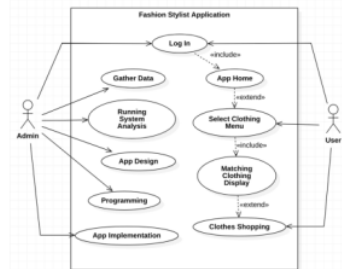 Fashion Stylist Application
Log In
«include»
Gather Data
App Home
«extend»
Running
System
Analysis
Select Clothing
Menu
Admin
User
«include»
App Design
Matching
Clothing
Display
Programming
«extend»
App Implementation
Clothes Shopping